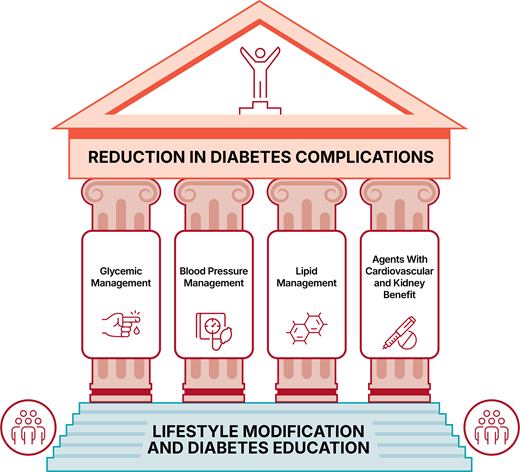 REDUCTION IN DIABETES COMPLICATIONS
Glycemic
Management
Blood Pressure
Management
Lipid
Management
Agents With
Cardiovascular
and Kidney
Benefit
LIFESTYLE MODIFICATION
AND DIABETES EDUCATION